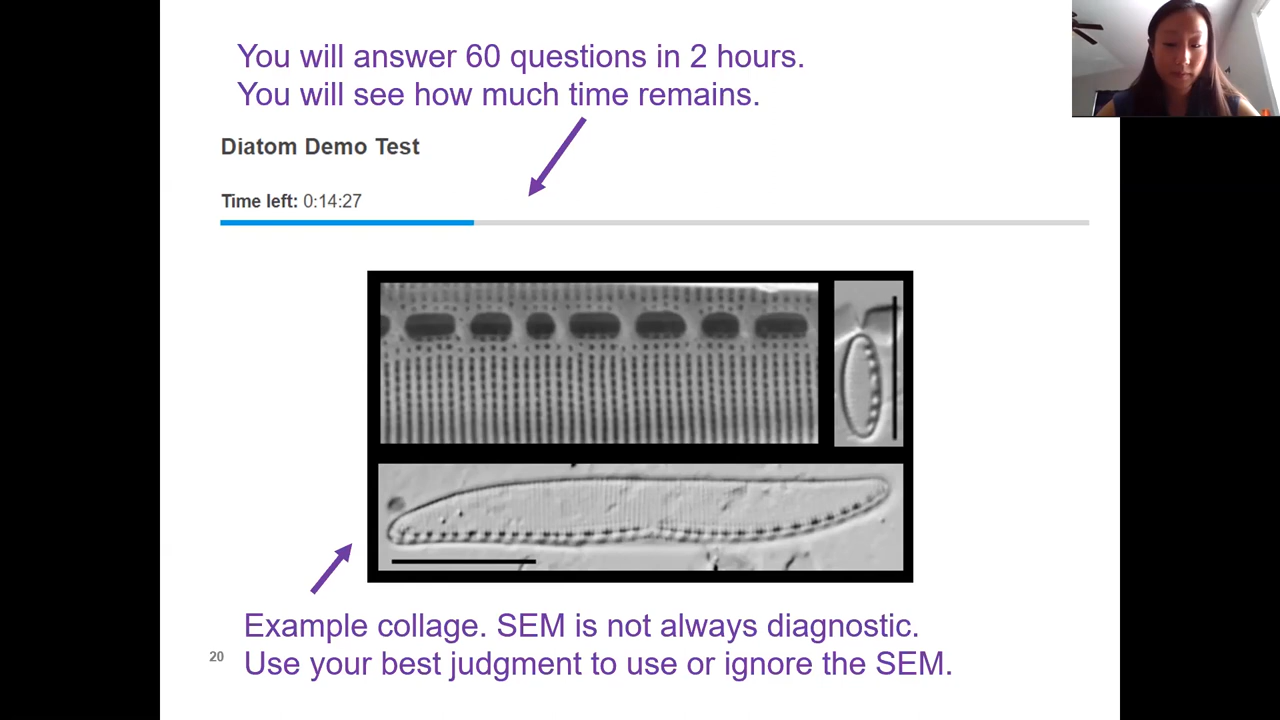 You will answer 60 questions in 2 hours.
You will see how much time remains.
Diatom Demo Test
Time left: 0:14:27
Example collage. SEM is not always diagnostic.
20
Use your best judgment to use or ignore the SEM.